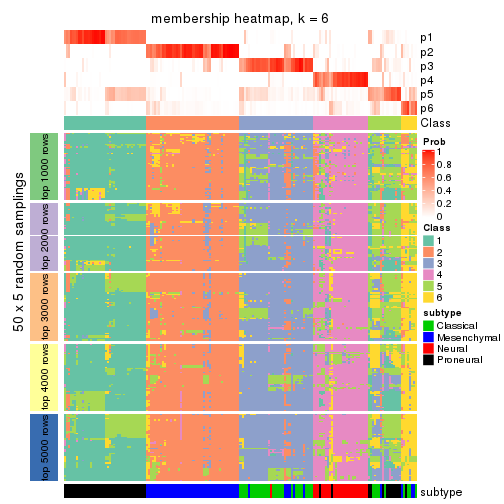 membership heatmap, k = 6
p1
p2
p3
p4
p5
p6
Class
50 x 5 random samplings
top 1000 rows
top 2000 rows
top 3000 rows
top 4000 rows
top 5000 rows
Prob
1
0.8
0.6
0.4
0.2
0
Class
1
2
3
4
5
6
subtype
Classical
Mesenchymal
Neural
Proneural
subtype